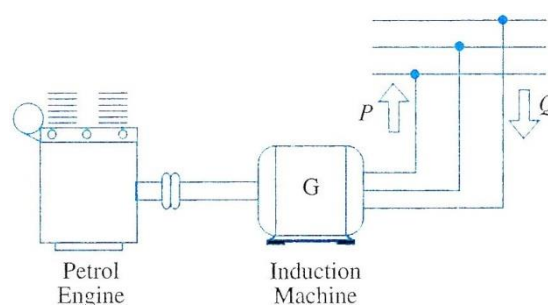 P
Q
G
Petrol
Engine
Induction
Machine